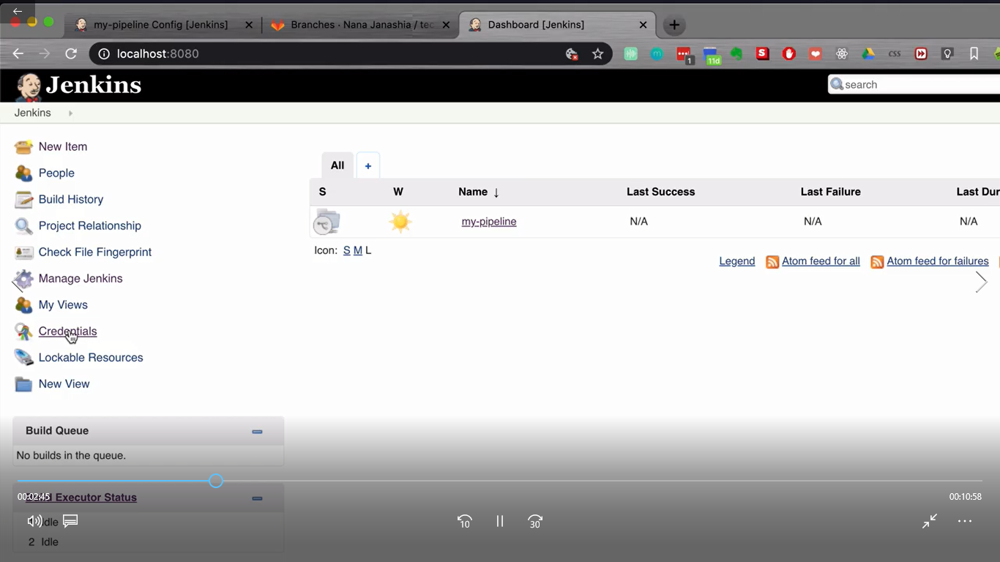 my-pipeline Config [Jenkins]
Branches · Nana Janashia / tec
Dashboard [Jenkins]
localhost:8080
1
11d
S
CSS
Jenkins
search
Jenkins
New Item
People
Build History
Project Relationship
Check File Fingerprint
Manage Jenkins
My Views
Credentials
Lockable Resources
New View
All +
S W Name ↓ Last Success Last Failure Last Dur
my-pipeline N/A N/A N/A
Icon: S M L
Legend Atom feed for all Atom feed for failures
Build Queue
No builds in the queue.
Executor Status
00:02:45
00:10:58
Idle
10
30
2 Idle